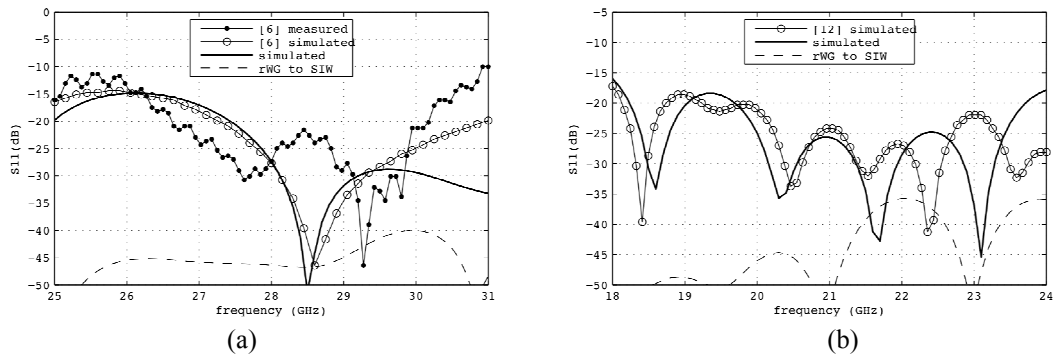 0
-5
-10
-15
-20
-25
-30
-35
-40
-45
-50
S11(dB)
[6] measured
[6] simulated
simulated
rWG to SIW
25 26 27 28 29 30 31
frequency (GHz)
(a)
-5
-10
-15
-20
-25
-30
-35
-40
-45
-50
S11(dB)
[12] simulated
simulated
rWG to SIW
18 19 20 21 22 23 24
frequency (GHz)
(b)